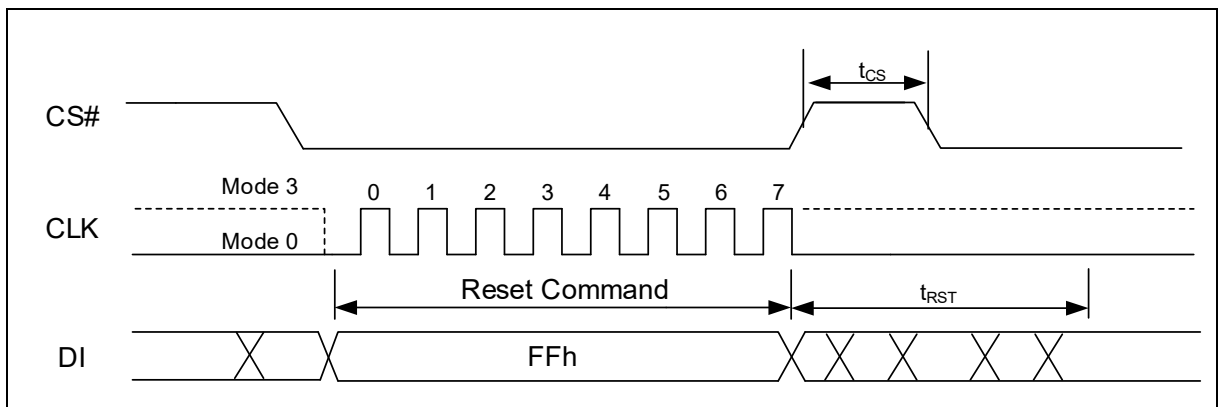 tCS
CS#
Mode 3
0 1 2 3 4 5 6 7
CLK
Mode 0
Reset Command
tRST
DI
FFh